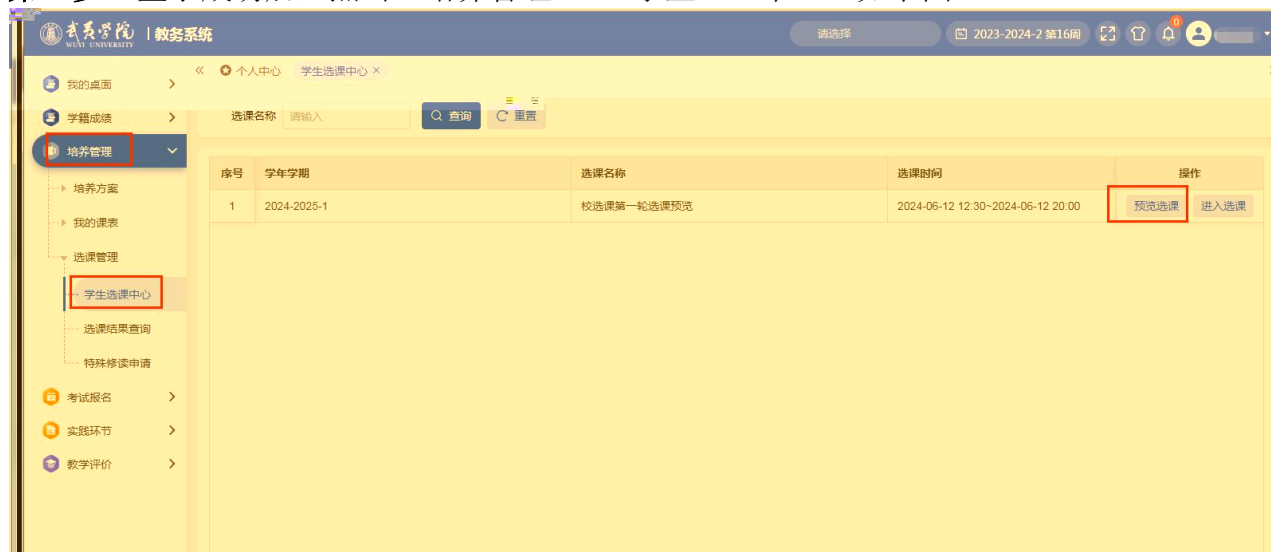 武夷学院 | 教务系统
WUYI UNIVERSITY
请选择
2023-2024-2 第16周
0
我的桌面
个人中心
学生选课中心 ×
学籍成绩
选课名称
请输入
查询
重置
培养管理
序号
学年学期
选课名称
选课时间
操作
培养方案
1
2024-2025-1
校选课第一轮选课预览
2024-06-12 12:30~2024-06-12 20:00
预览选课
进入选课
我的课表
选课管理
学生选课中心
选课结果查询
特殊修读申请
考试报名
实践环节
教学评价